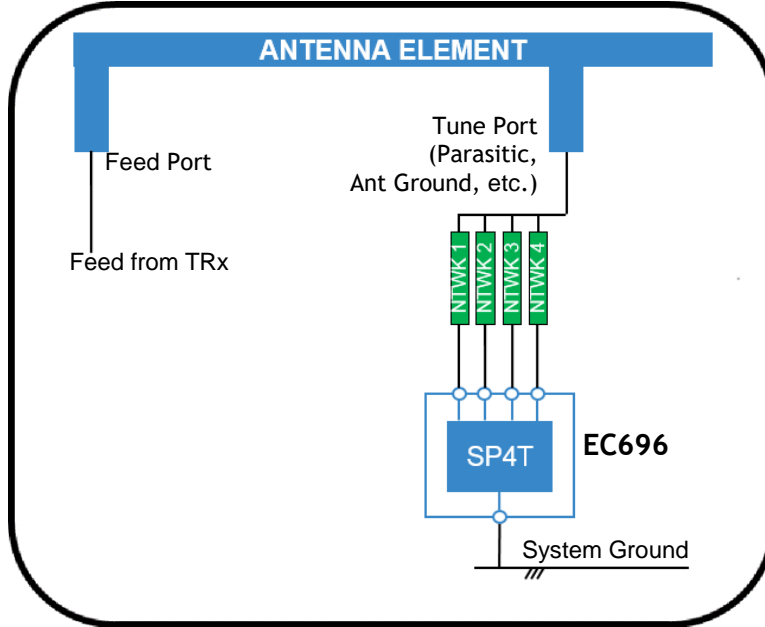 ANTENNA ELEMENT
Feed Port
Tune Port
(Parasitic,
Ant Ground, etc.)
Feed from TRx
NTWK 1
NTWK 2
NTWK 3
NTWK 4
SP4T
EC696
System Ground